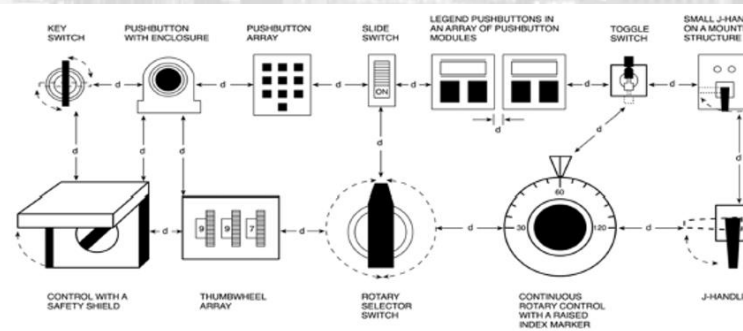 KEY
SWITCH
PUSHBUTTON
WITH ENCLOSURE
PUSHBUTTON
ARRAY
SLIDE
SWITCH
LEGEND PUSHBUTTONS IN
AN ARRAY OF PUSHBUTTON
MODULES
TOGGLE
SWITCH
SMALL J-HAN
ON A MOUNT
STRUCTURE
d
d
d
d
d
d
ON
d
d
d
d
d
d
d
d
9 9 7
d
d
d
60
30
120
d
d
CONTROL WITH A
SAFETY SHIELD
THUMBWHEEL
ARRAY
ROTARY
SELECTOR
SWITCH
CONTINUOUS
ROTARY CONTROL
WITH A RAISED
INDEX MARKER
J-HANDL